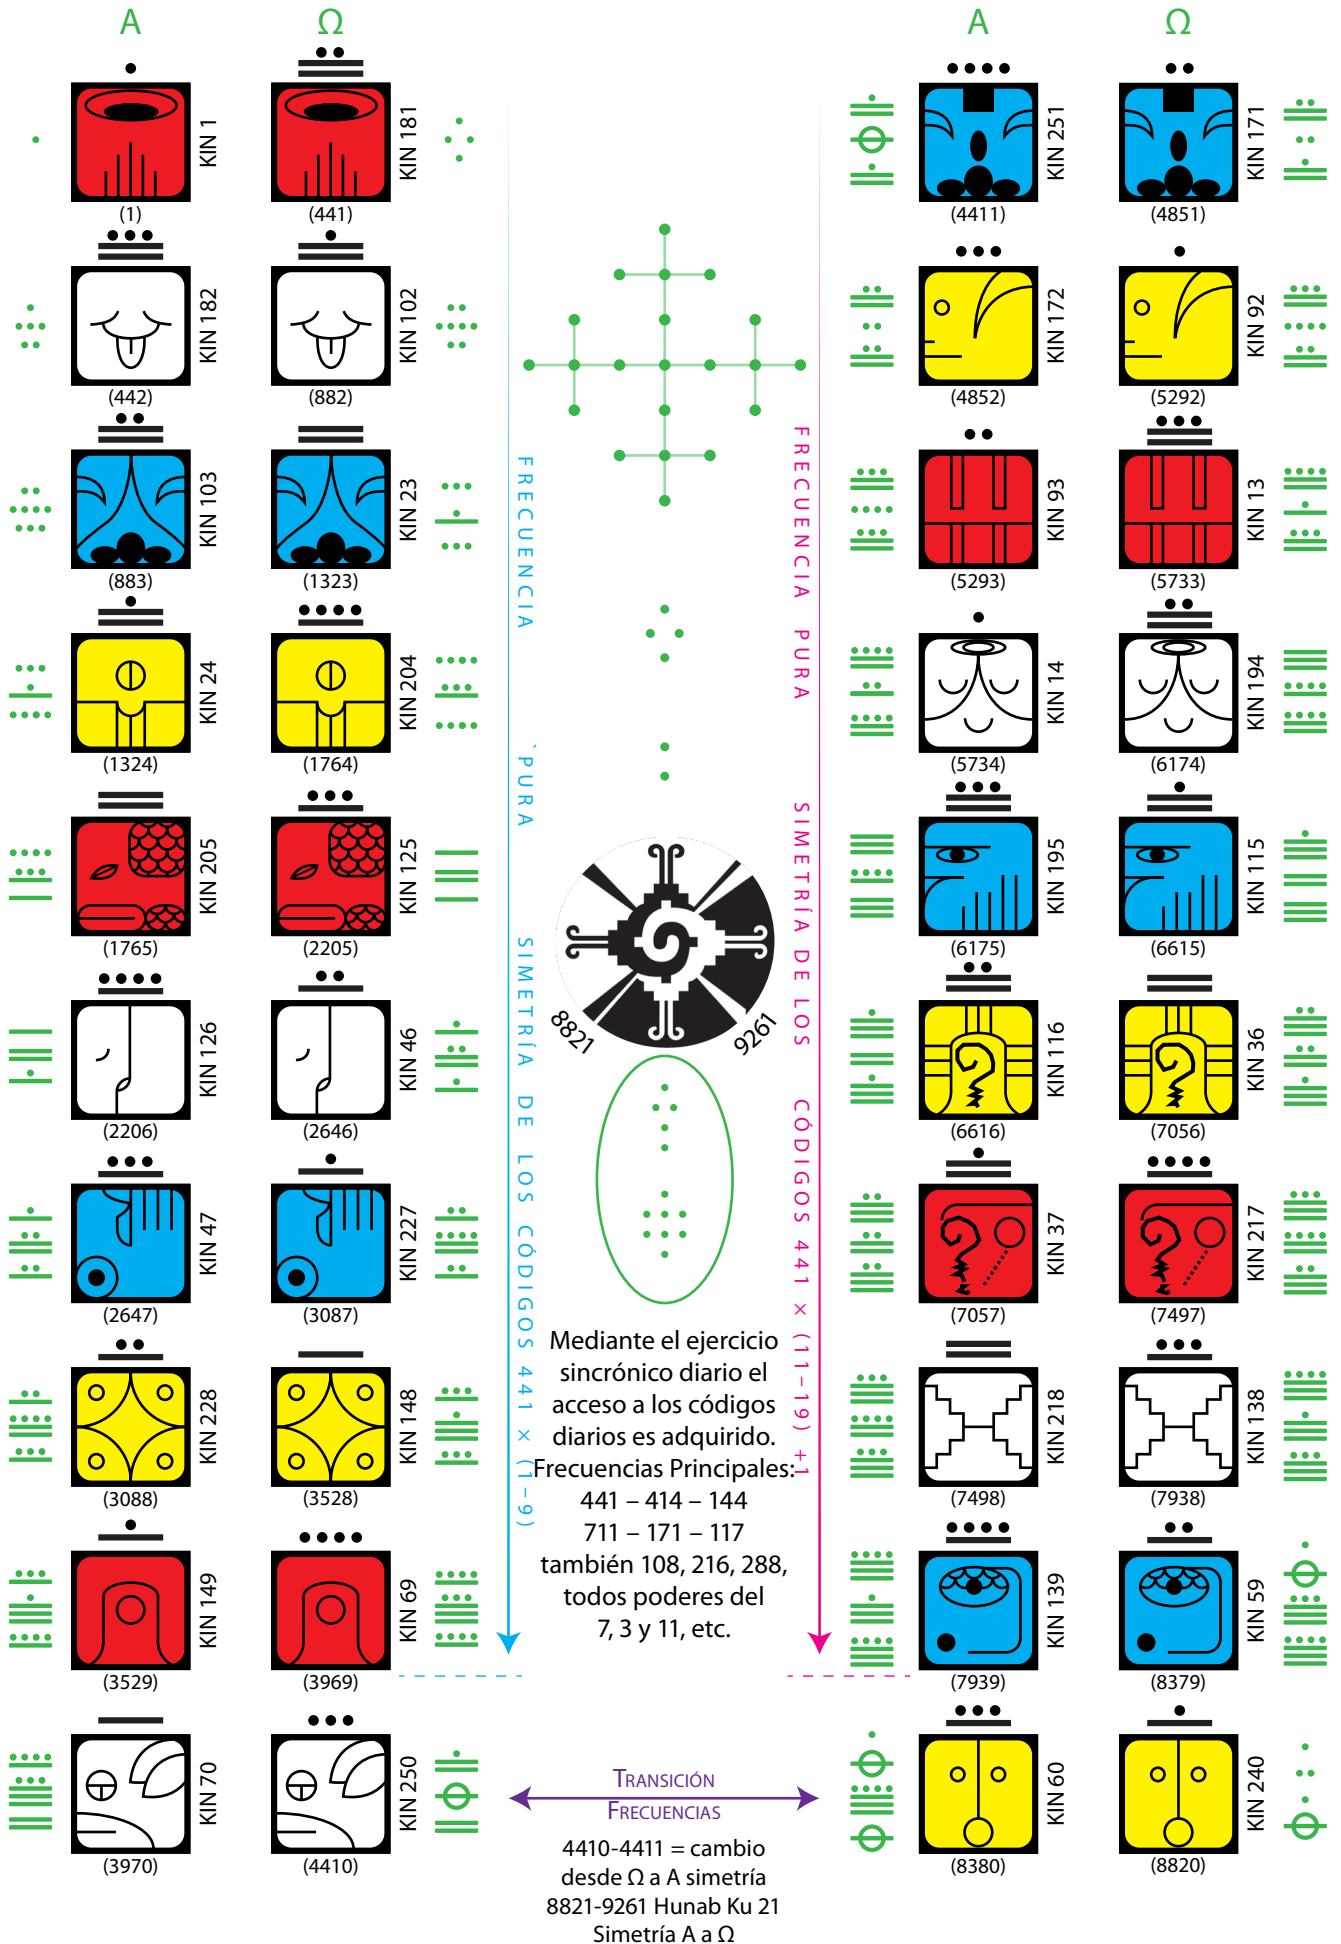 Α Ω
KIN 1
(1)
KIN 181
(441)
KIN 182
(442)
KIN 102
(882)
KIN 103
(883)
KIN 23
(1323)
KIN 24
(1324)
KIN 204
(1764)
KIN 205
(1765)
KIN 125
(2205)
KIN 126
(2206)
KIN 46
(2646)
KIN 47
(2647)
KIN 227
(3087)
KIN 228
(3088)
KIN 148
(3528)
KIN 149
(3529)
KIN 69
(3969)
KIN 70
(3970)
KIN 250
(4410)
FRECUENCIA `PURA SIMETRÍA DE LOS CÓDIGOS 441 × (1–9)
8821
9261
Mediante el ejercicio
sincrónico diario el
acceso a los códigos
diarios es adquirido.
Frecuencias Principales:
441 – 414 – 144
711 – 171 – 117
también 108, 216, 288,
todos poderes del
7, 3 y 11, etc.
TRANSICIÓN
FRECUENCIAS
4410-4411 = cambio
desde Ω a A simetría
8821-9261 Hunab Ku 21
Simetría A a Ω
FRECUENCIA PURA SIMETRÍA DE LOS CÓDIGOS 441 × (11–19) +1
Α Ω
KIN 251
(4411)
KIN 171
(4851)
KIN 172
(4852)
KIN 92
(5292)
KIN 93
(5293)
KIN 13
(5733)
KIN 14
(5734)
KIN 194
(6174)
KIN 195
(6175)
KIN 115
(6615)
KIN 116
(6616)
KIN 36
(7056)
KIN 37
(7057)
KIN 217
(7497)
KIN 218
(7498)
KIN 138
(7938)
KIN 139
(7939)
KIN 59
(8379)
KIN 60
(8380)
KIN 240
(8820)